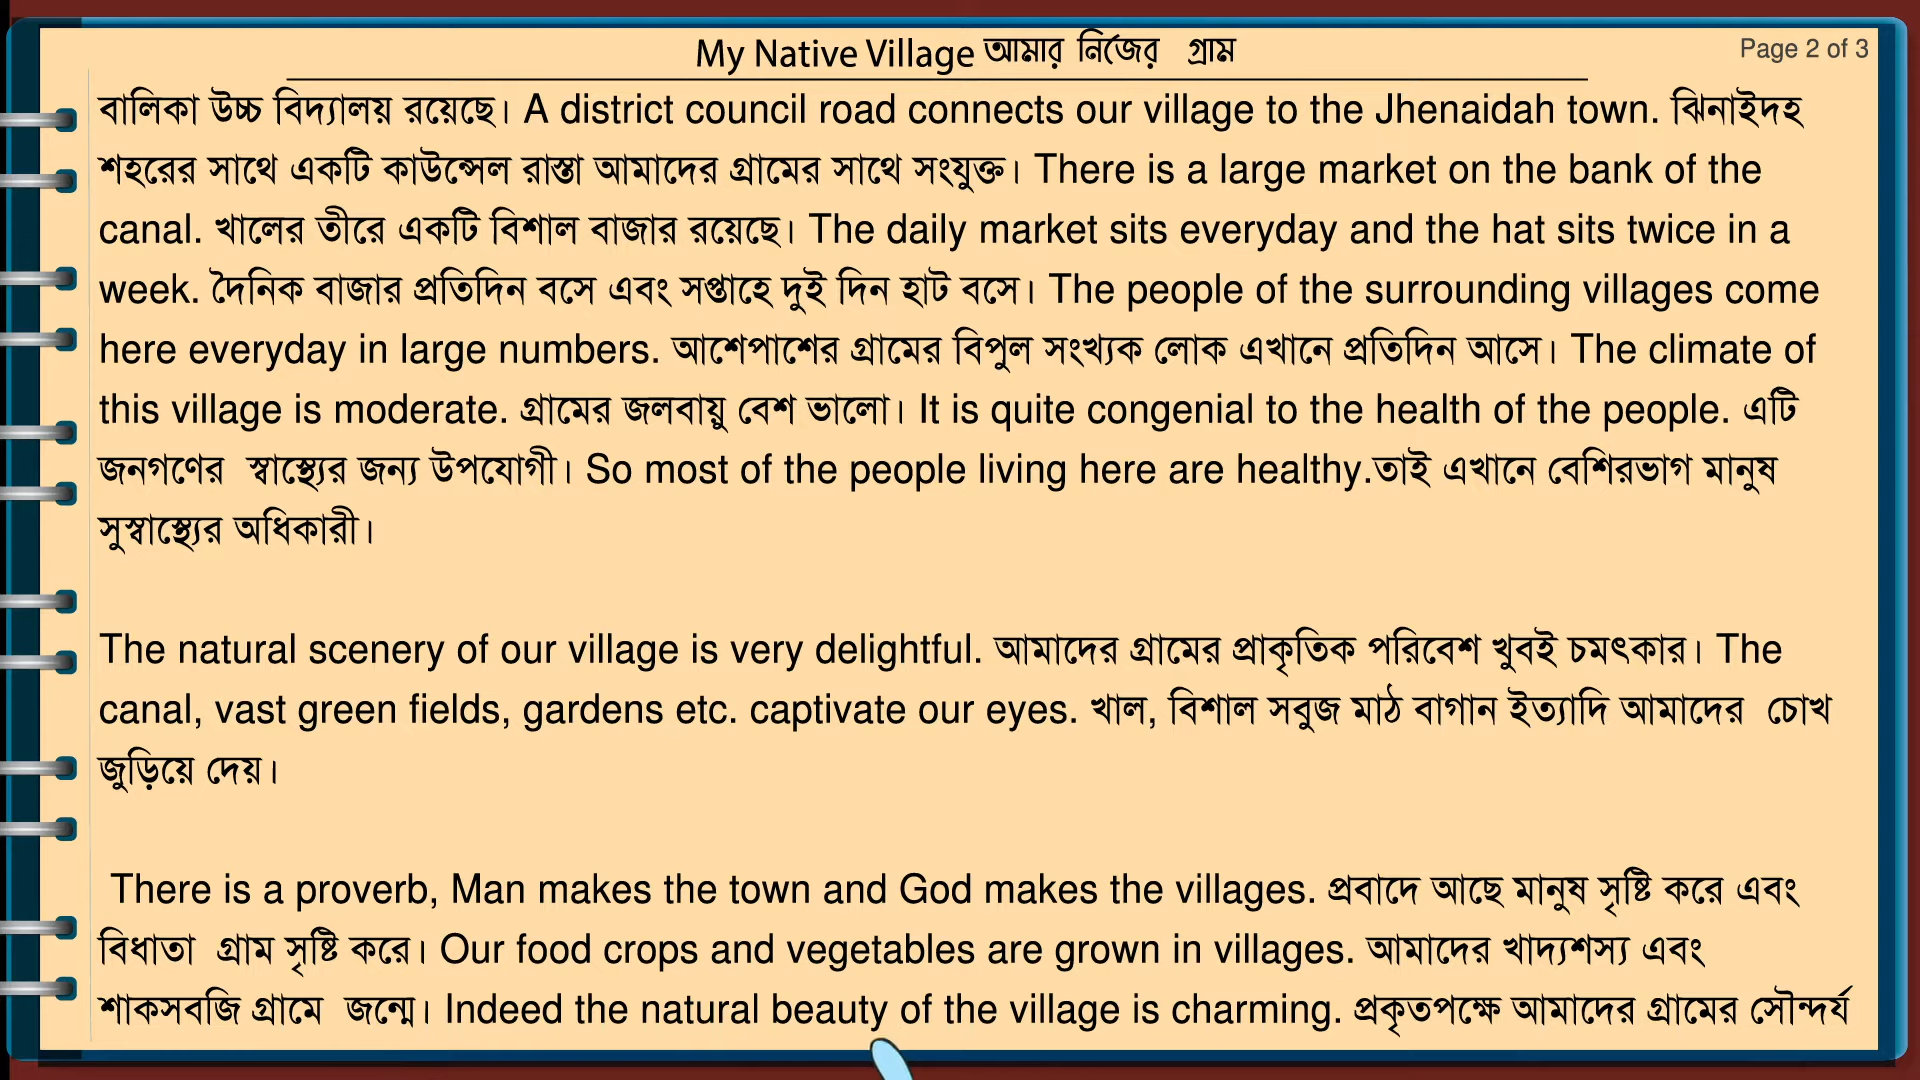 My Native Village আমার নিজের গ্রাম
Page 2 of 3
বালিকা উচ্চ বিদ্যালয় রয়েছে। A district council road connects our village to the Jhenaidah town. ঝিনাইদহ
শহরের সাথে একটি কাউন্সেল রাস্তা আমাদের গ্রামের সাথে সংযুক্ত। There is a large market on the bank of the
canal. খালের তীরে একটি বিশাল বাজার রয়েছে। The daily market sits everyday and the hat sits twice in a
week. দৈনিক বাজার প্রতিদিন বসে এবং সপ্তাহে দুই দিন হাট বসে। The people of the surrounding villages come
here everyday in large numbers. আশেপাশের গ্রামের বিপুল সংখ্যক লোক এখানে প্রতিদিন আসে। The climate of
this village is moderate. গ্রামের জলবায়ু বেশ ভালো। It is quite congenial to the health of the people. এটি
জনগণের স্বাস্থ্যের জন্য উপযোগী। So most of the people living here are healthy.তাই এখানে বেশিরভাগ মানুষ
সুস্বাস্থ্যের অধিকারী।
The natural scenery of our village is very delightful. আমাদের গ্রামের প্রাকৃতিক পরিবেশ খুবই চমৎকার। The
canal, vast green fields, gardens etc. captivate our eyes. খাল, বিশাল সবুজ মাঠ বাগান ইত্যাদি আমাদের চোখ
জুড়িয়ে দেয়।
There is a proverb, Man makes the town and God makes the villages. প্রবাদে আছে মানুষ সৃষ্টি করে এবং
বিধাতা গ্রাম সৃষ্টি করে। Our food crops and vegetables are grown in villages. আমাদের খাদ্যশস্য এবং
শাকসবজি গ্রামে জন্মে। Indeed the natural beauty of the village is charming. প্রকৃতপক্ষে আমাদের গ্রামের সৌন্দর্য